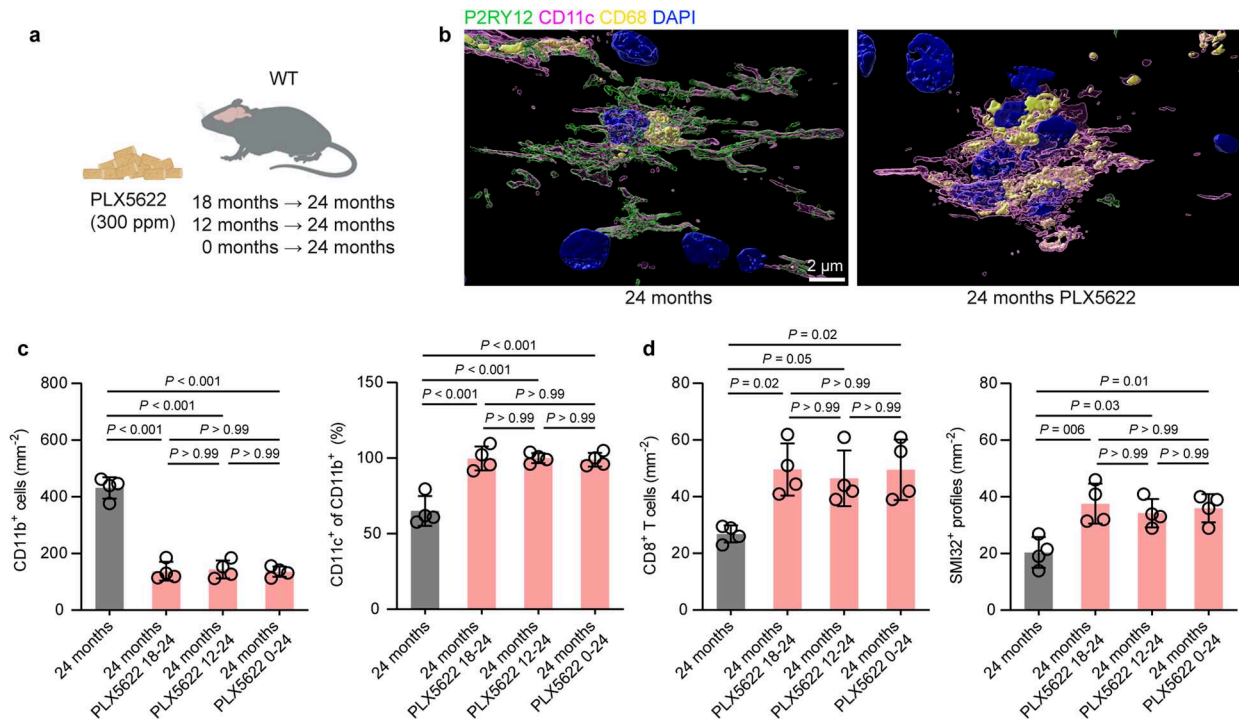 a
WT
PLX5622
(300 ppm)
18 months → 24 months
12 months → 24 months
0 months → 24 months
P2RY12 CD11c CD68 DAPI
b
2 µm
24 months
24 months PLX5622
c
P < 0.001
P < 0.001
P < 0.001
P > 0.99
P > 0.99
P > 0.99
CD11b⁺ cells (mm⁻²)
800
600
400
200
0
24 months
24 months
PLX5622 18-24
24 months
PLX5622 12-24
24 months
PLX5622 0-24
P < 0.001
P < 0.001
P < 0.001
P > 0.99
P > 0.99
P > 0.99
CD11c⁺ of CD11b⁺ (%)
150
100
50
0
24 months
24 months
PLX5622 18-24
24 months
PLX5622 12-24
24 months
PLX5622 0-24
d
P = 0.02
P = 0.05
P = 0.02
P > 0.99
P > 0.99
P > 0.99
CD8⁺ T cells (mm⁻²)
80
60
40
20
0
24 months
24 months
PLX5622 18-24
24 months
PLX5622 12-24
24 months
PLX5622 0-24
P = 0.01
P = 0.03
P = 006
P > 0.99
P > 0.99
P > 0.99
SMI32⁺ profiles (mm⁻²)
80
60
40
20
0
24 months
24 months
PLX5622 18-24
24 months
PLX5622 12-24
24 months
PLX5622 0-24